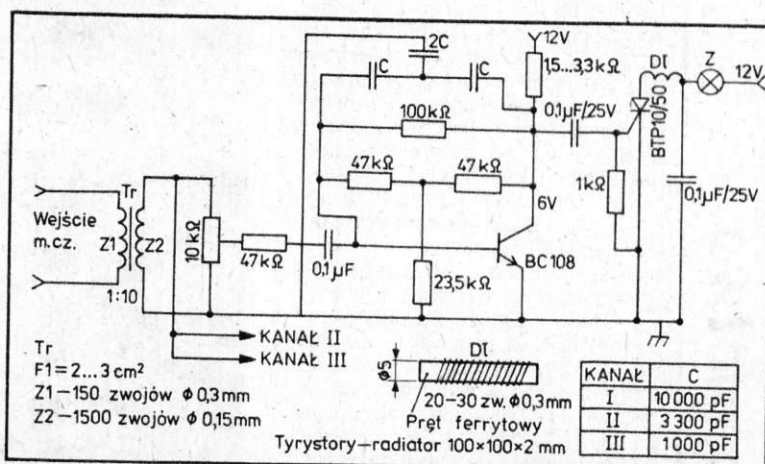 2C
12V
C
C
1,5...3,3kΩ
Dł
Z
12V
100kΩ
0,1µF/25V
BTP10/50
Tr
47kΩ
47kΩ
Wejście
m.cz.
Z1
Z2
10kΩ
6V
1kΩ
0,1µF/25V
47kΩ
0,1µF
BC108
23,5kΩ
1:10
KANAŁ II
KANAŁ III
Tr
F1=2...3 cm²
Z1–150 zwojów ϕ 0,3mm
Z2–1500 zwojów ϕ 0,15mm
Dł
ϕ5
20–30 zw. ϕ0,3mm
Pręt ferrytowy
Tyrystory–radiator 100×100×2 mm
KANAŁ C
I 10 000 pF
II 3 300 pF
III 1 000 pF